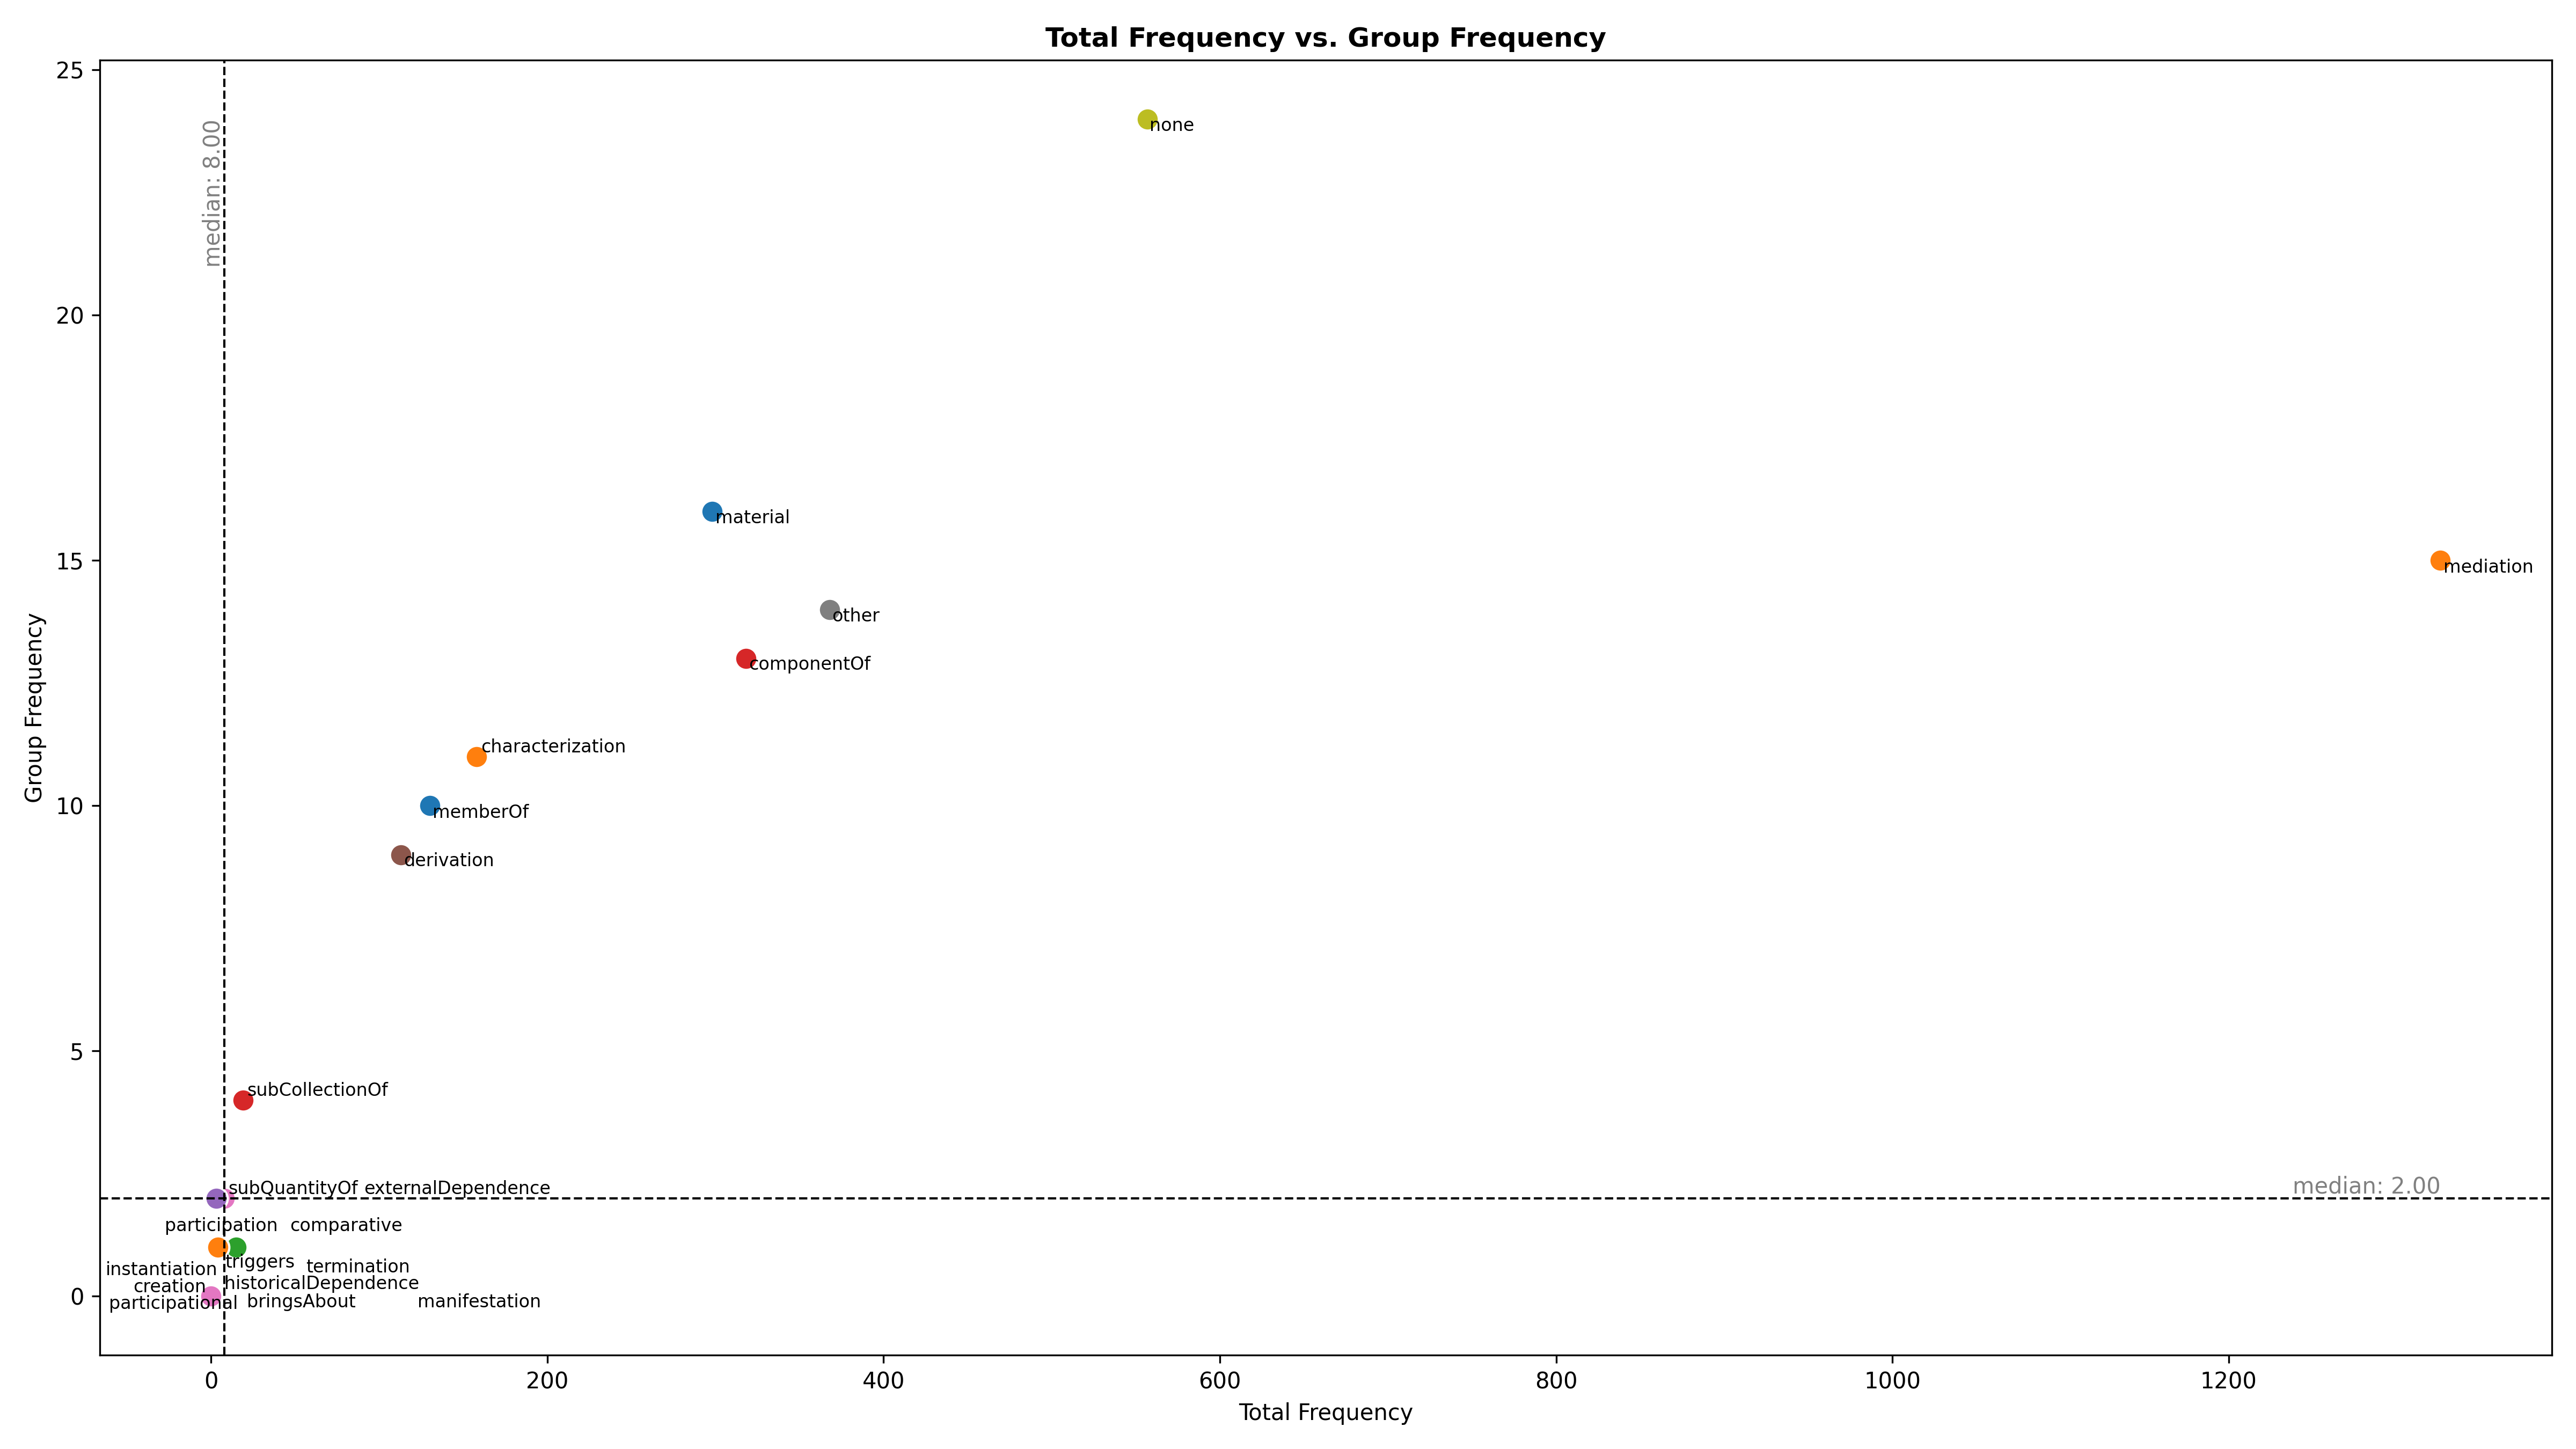 Total Frequency vs. Group Frequency
25
none
median: 8.00
20
material
15
mediation
other
componentOf
Group Frequency
characterization
10
memberOf
derivation
5
subCollectionOf
subQuantityOf externalDependence
median: 2.00
participation comparative
triggers termination
instantiation
creation historicalDependence
0
participational bringsAbout manifestation
0 200 400 600 800 1000 1200
Total Frequency